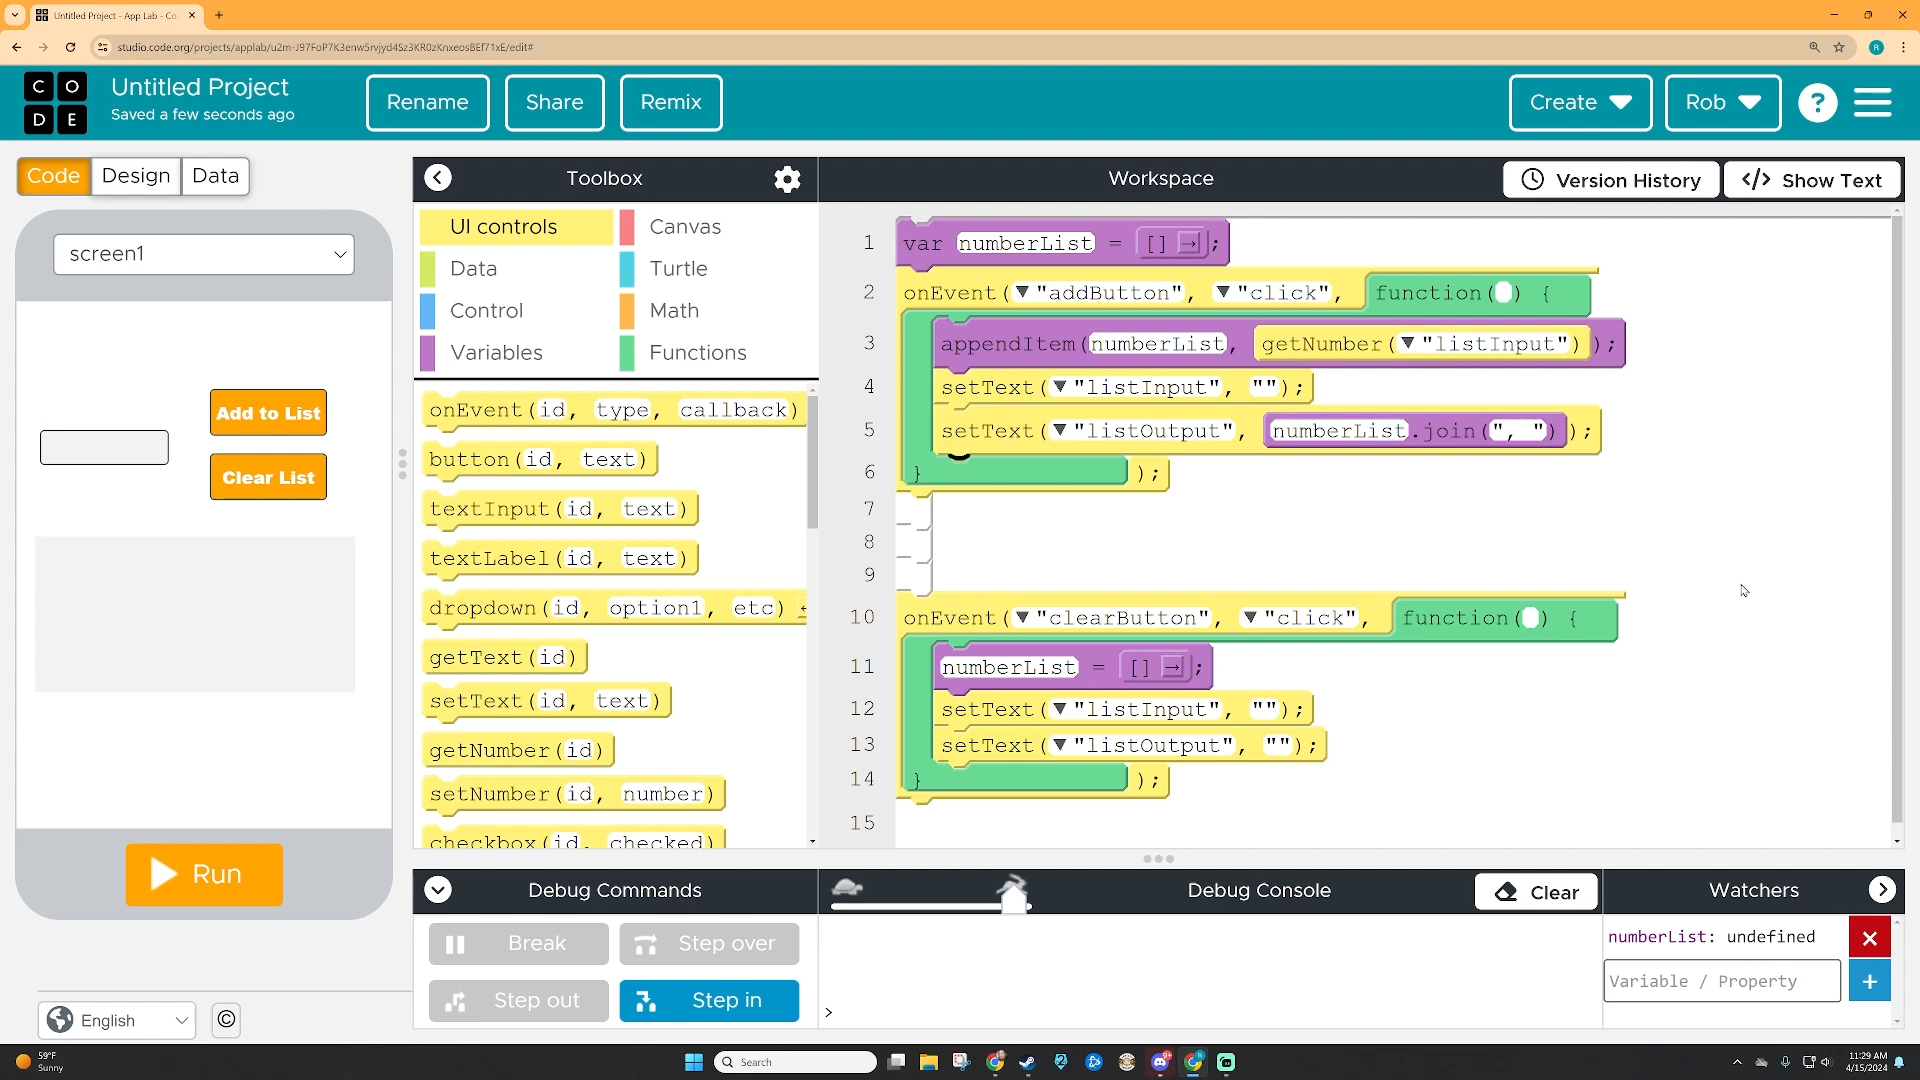 Untitled Project - App Lab - Co
studio.code.org/projects/applab/u2m-J97FoP7K3enw5rvjyd4Sz3KR0zKnxeosBEf71xE/edit#
R
C O
D E
Untitled Project
Saved a few seconds ago
Rename
Share
Remix
Create
Rob
?
Code
Design
Data
Toolbox
Workspace
Version History
</> Show Text
screen1
Add to List
Clear List
Run
UI controls
Canvas
Data
Turtle
Control
Math
Variables
Functions
onEvent(id, type, callback)
button(id, text)
textInput(id, text)
textLabel(id, text)
dropdown(id, option1, etc)
getText(id)
setText(id, text)
getNumber(id)
setNumber(id, number)
checkbox(id, checked)
1 var numberList = [];
2 onEvent("addButton", "click", function() {
3 appendItem(numberList, getNumber("listInput"));
4 setText("listInput", "");
5 setText("listOutput", numberList.join(", "));
6 } );
7
8
9
10 onEvent("clearButton", "click", function() {
11 numberList = [];
12 setText("listInput", "");
13 setText("listOutput", "");
14 } );
15
Debug Commands
Debug Console
Clear
Watchers
Break
Step over
Step out
Step in
>
numberList: undefined
Variable / Property
English
©
59°F
Sunny
Search
11:29 AM
4/15/2024